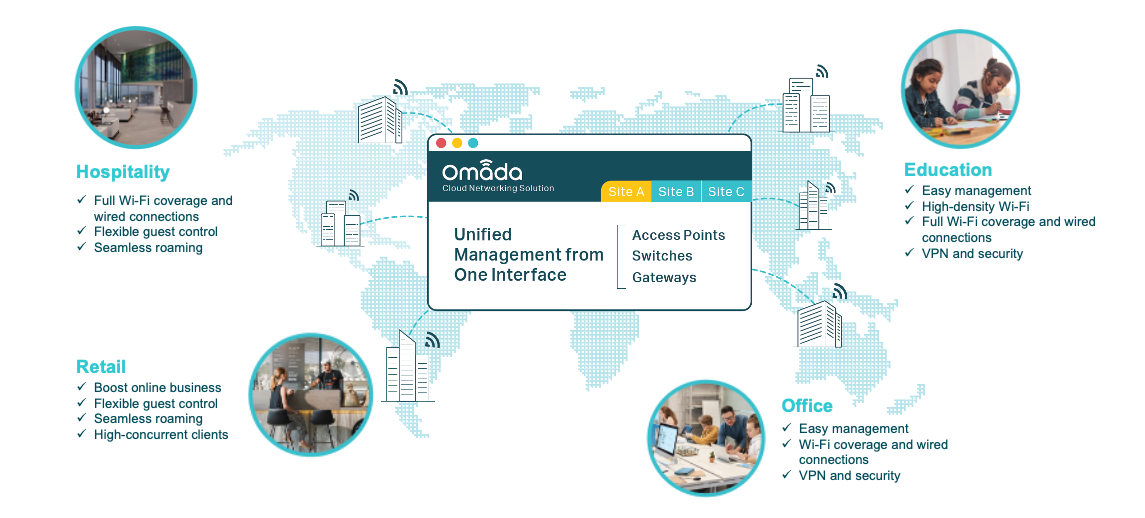 Hospitality
✓ Full Wi-Fi coverage and
wired connections
✓ Flexible guest control
✓ Seamless roaming
Omada
Cloud Networking Solution
Site A
Site B
Site C
Unified
Management from
One Interface
Access Points
Switches
Gateways
Education
✓ Easy management
✓ High-density Wi-Fi
✓ Full Wi-Fi coverage and wired
connections
✓ VPN and security
Retail
✓ Boost online business
✓ Flexible guest control
✓ Seamless roaming
✓ High-concurrent clients
Office
✓ Easy management
✓ Wi-Fi coverage and wired
connections
✓ VPN and security